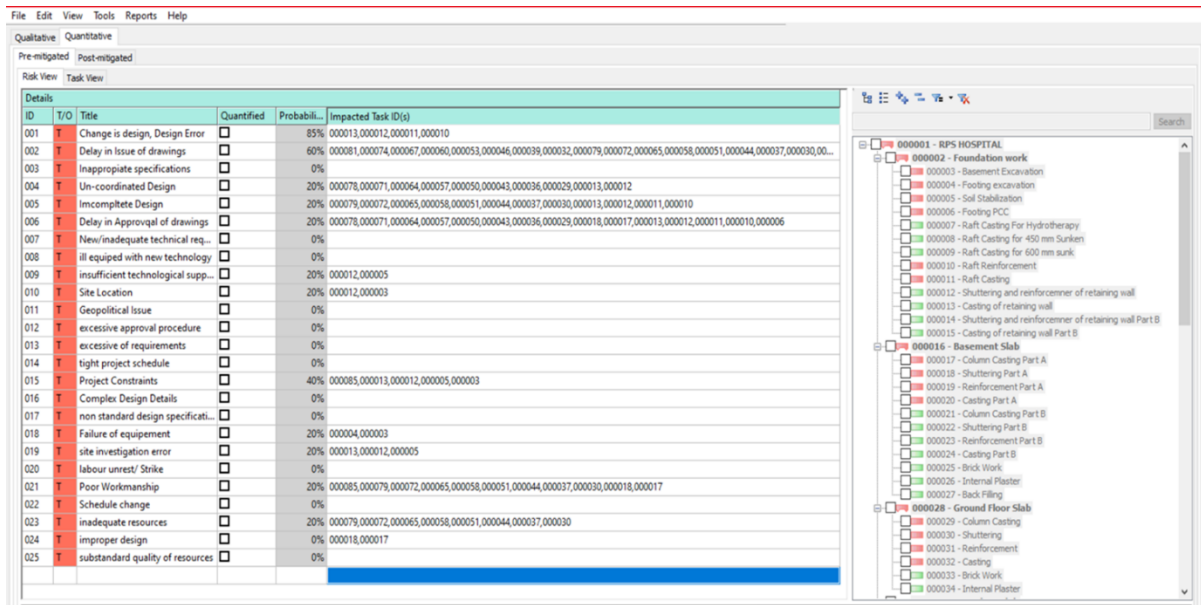 File Edit View Tools Reports Help
Qualitative Quantitative
Pre-mitigated Post-mitigated
Risk View Task View
Details
ID T/O Title Quantified Probabili... Impacted Task ID(s)
001 T Change is design, Design Error 85% 000013,000012,000011,000010
002 T Delay in Issue of drawings 60% 000081,000074,000067,000060,000053,000046,000039,000032,000079,000072,000065,000058,000051,000044,000037,000030,00...
003 T Inappropiate specifications 0%
004 T Un-coordinated Design 20% 000078,000071,000064,000057,000050,000043,000036,000029,000013,000012
005 T Imcompltete Design 20% 000079,000072,000065,000058,000051,000044,000037,000030,000013,000012,000011,000010
006 T Delay in Approvqal of drawings 20% 000078,000071,000064,000057,000050,000043,000036,000029,000018,000017,000013,000012,000011,000010,000006
007 T New/inadequate technical req... 0%
008 T ill equiped with new technology 0%
009 T insufficient technological supp... 20% 000012,000005
010 T Site Location 20% 000012,000003
011 T Geopolitical Issue 0%
012 T excessive approval procedure 0%
013 T excessive of requirements 0%
014 T tight project schedule 0%
015 T Project Constraints 40% 000085,000013,000012,000005,000003
016 T Complex Design Details 0%
017 T non standard design specificati... 0%
018 T Failure of equipement 20% 000004,000003
019 T site investigation error 20% 000013,000012,000005
020 T labour unrest/ Strike 0%
021 T Poor Workmanship 20% 000085,000079,000072,000065,000058,000051,000044,000037,000030,000018,000017
022 T Schedule change 0%
023 T inadequate resources 20% 000079,000072,000065,000058,000051,000044,000037,000030
024 T improper design 0% 000018,000017
025 T substandard quality of resources 0%
Search
000001 - RPS HOSPITAL
000002 - Foundation work
000003 - Basement Excavation
000004 - Footing excavation
000005 - Soil Stabilization
000006 - Footing PCC
000007 - Raft Casting For Hydrotherapy
000008 - Raft Casting for 450 mm Sunken
000009 - Raft Casting for 600 mm sunk
000010 - Raft Reinforcement
000011 - Raft Casting
000012 - Shuttering and reinforcemner of retaining wall
000013 - Casting of retaining wall
000014 - Shuttering and reinforcemner of retaining wall Part B
000015 - Casting of retaining wall Part B
000016 - Basement Slab
000017 - Column Casting Part A
000018 - Shuttering Part A
000019 - Reinforcement Part A
000020 - Casting Part A
000021 - Column Casting Part B
000022 - Shuttering Part B
000023 - Reinforcement Part B
000024 - Casting Part B
000025 - Brick Work
000026 - Internal Plaster
000027 - Back Filling
000028 - Ground Floor Slab
000029 - Column Casting
000030 - Shuttering
000031 - Reinforcement
000032 - Casting
000033 - Brick Work
000034 - Internal Plaster